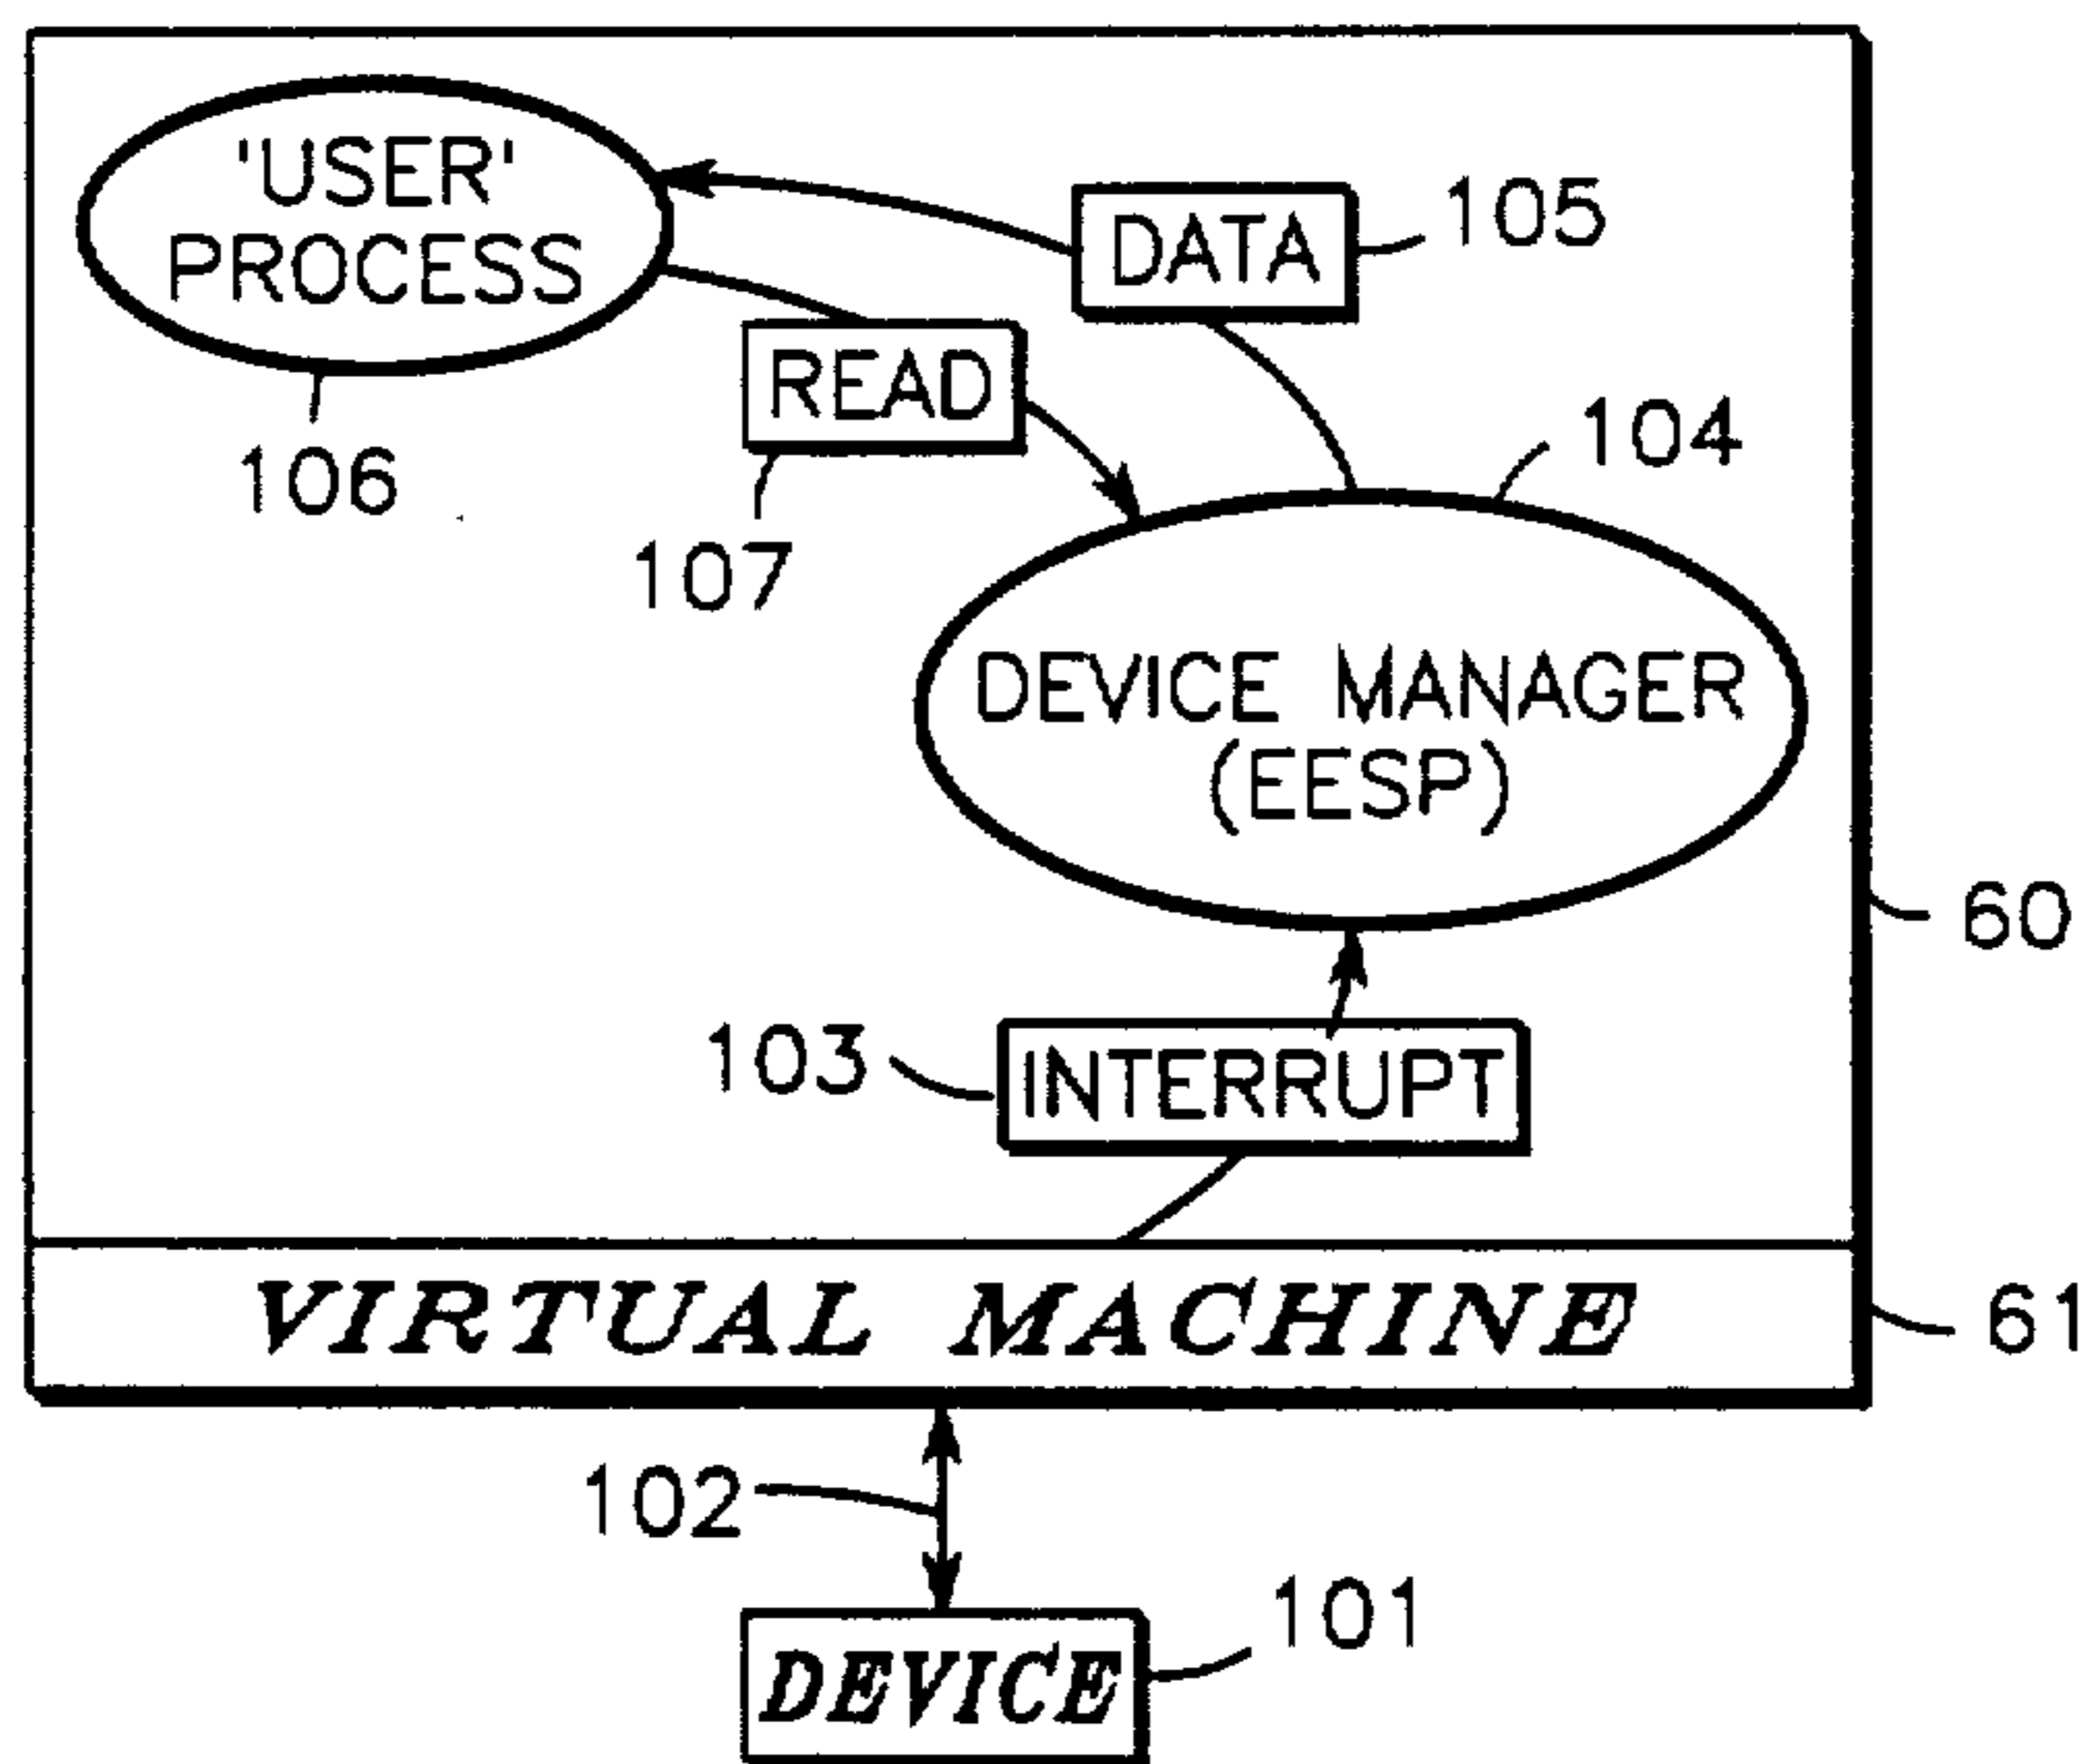 'USER'
PROCESS
DATA
105
READ
104
106
107
DEVICE MANAGER
(EESP)
60
103
INTERRUPT
VIRTUAL MACHINE
61
102
101
DEVICE